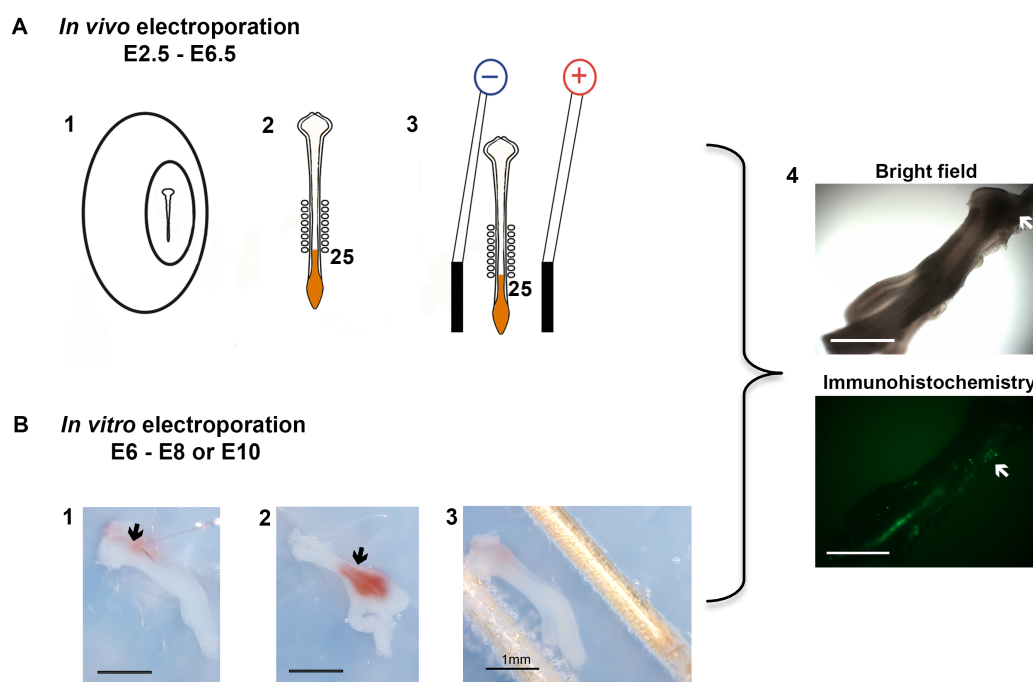 A In vivo electroporation
E2.5 - E6.5
1
2
3
−
+
25
25
B In vitro electroporation
E6 - E8 or E10
1
2
3
1mm
4
Bright field
Immunohistochemistry